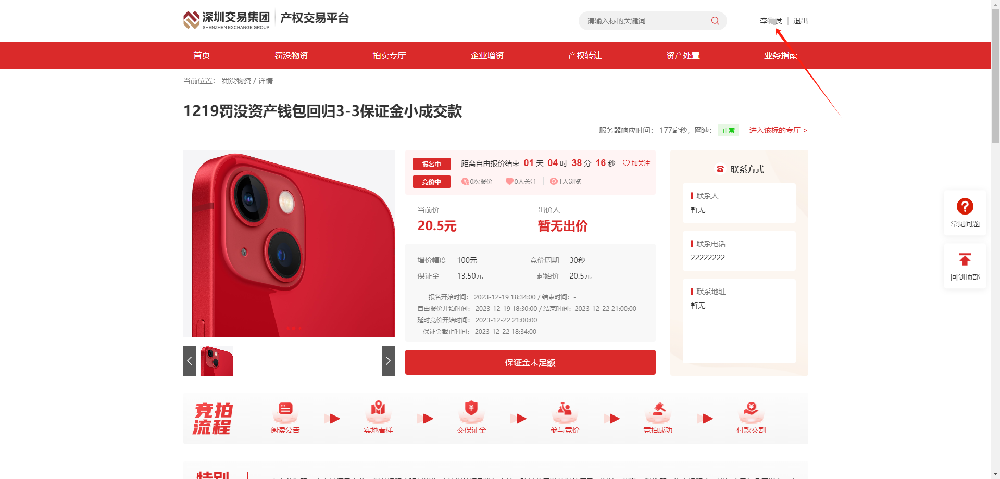 深圳交易集团
SHENZHEN EXCHANGE GROUP
产权交易平台
请输入标的关键词
李 发 | 退出
首页 罚没物资 拍卖专厅 企业增资 产权转让 资产处置 业务指南
当前位置： 罚没物资 / 详情
1219罚没资产钱包回归3-3保证金小成交款
服务器响应时间： 177毫秒，网速： 正常 进入该标的专厅 >
报名中 距离自由报价结束 01 天 04 时 38 分 16 秒 加关注
竞价中 0次报价 0人关注 1人浏览
当前价 出价人
20.5元 暂无出价
增价幅度 100元 竞价周期 30秒
保证金 13.50元 起始价 20.5元
报名开始时间： 2023-12-19 18:34:00 / 结束时间： -
自由报价开始时间： 2023-12-19 18:30:00 / 结束时间： 2023-12-22 21:00:00
延时竞价开始时间： 2023-12-22 21:00:00
保证金截止时间： 2023-12-22 18:34:00
保证金未足额
联系方式
联系人
暂无
联系电话
22222222
联系地址
暂无
常见问题
回到顶部
竞拍
流程
阅读公告 实地看样 交保证金 参与竞价 竞拍成功 付款交割
特别